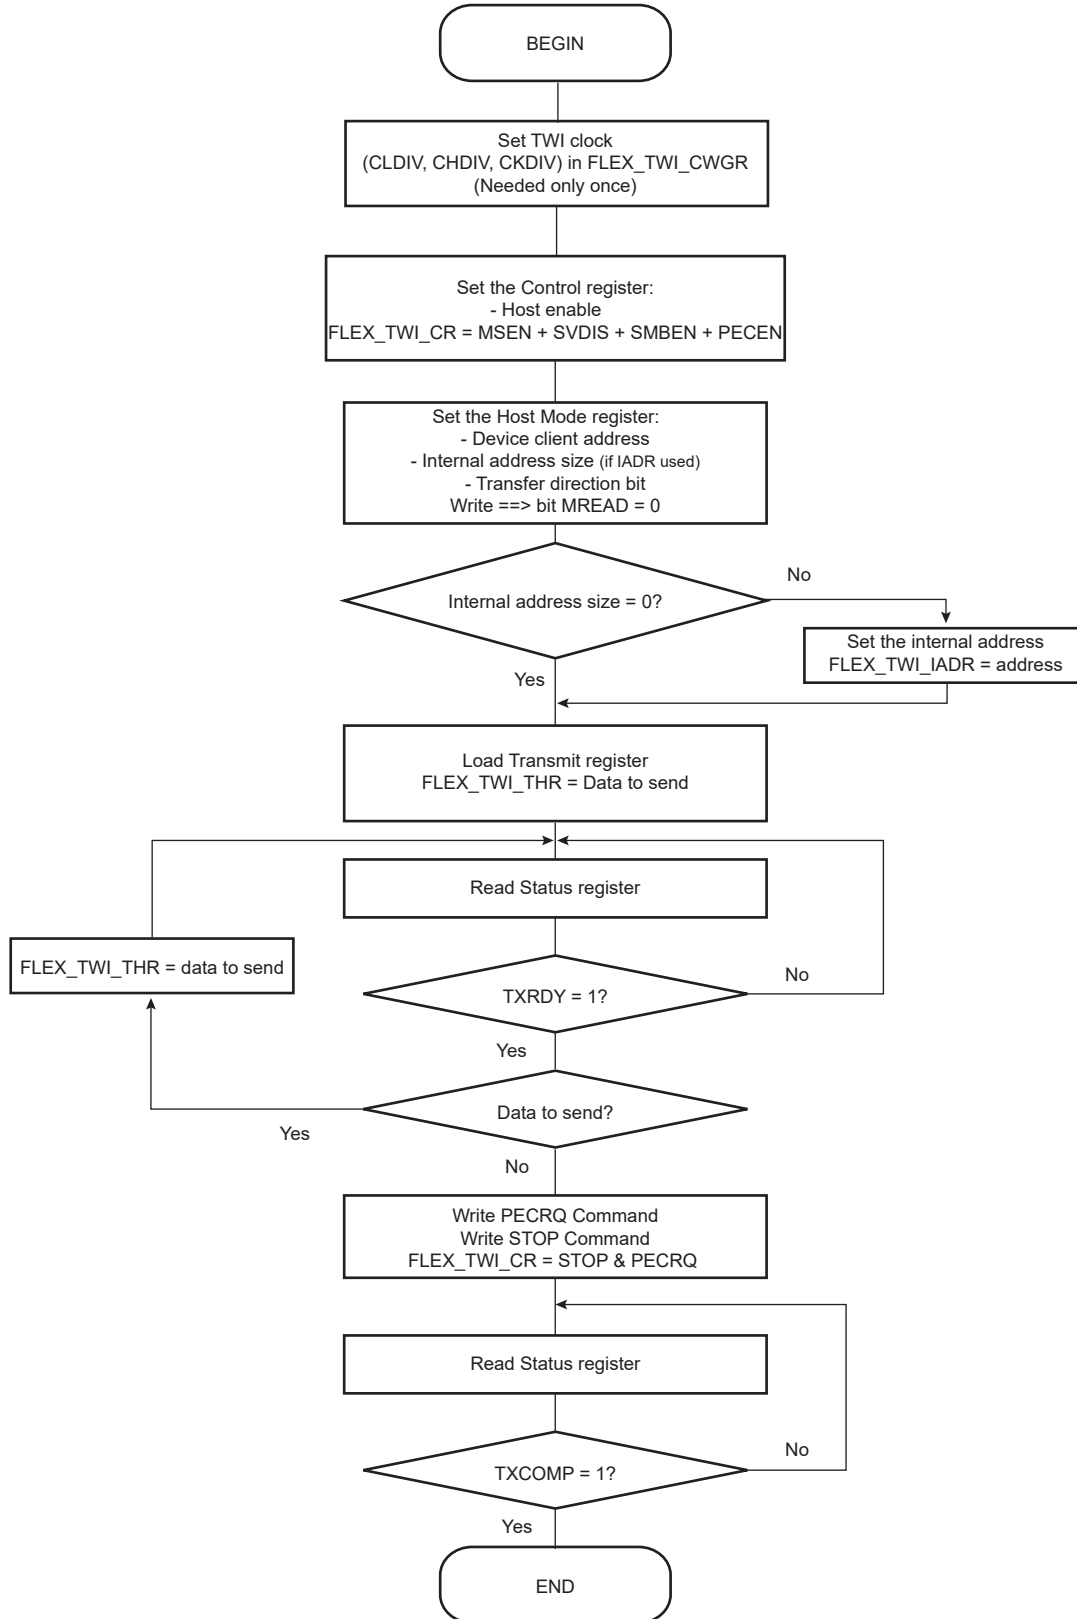 BEGIN
Set TWI clock
(CLDIV, CHDIV, CKDIV) in FLEX_TWI_CWGR
(Needed only once)
Set the Control register:
- Host enable
FLEX_TWI_CR = MSEN + SVDIS + SMBEN + PECEN
Set the Host Mode register:
- Device client address
- Internal address size (if IADR used)
- Transfer direction bit
Write ==> bit MREAD = 0
No
Internal address size = 0?
Set the internal address
FLEX_TWI_IADR = address
Yes
Load Transmit register
FLEX_TWI_THR = Data to send
Read Status register
FLEX_TWI_THR = data to send
No
TXRDY = 1?
Yes
Data to send?
Yes
No
Write PECRQ Command
Write STOP Command
FLEX_TWI_CR = STOP & PECRQ
Read Status register
No
TXCOMP = 1?
Yes
END